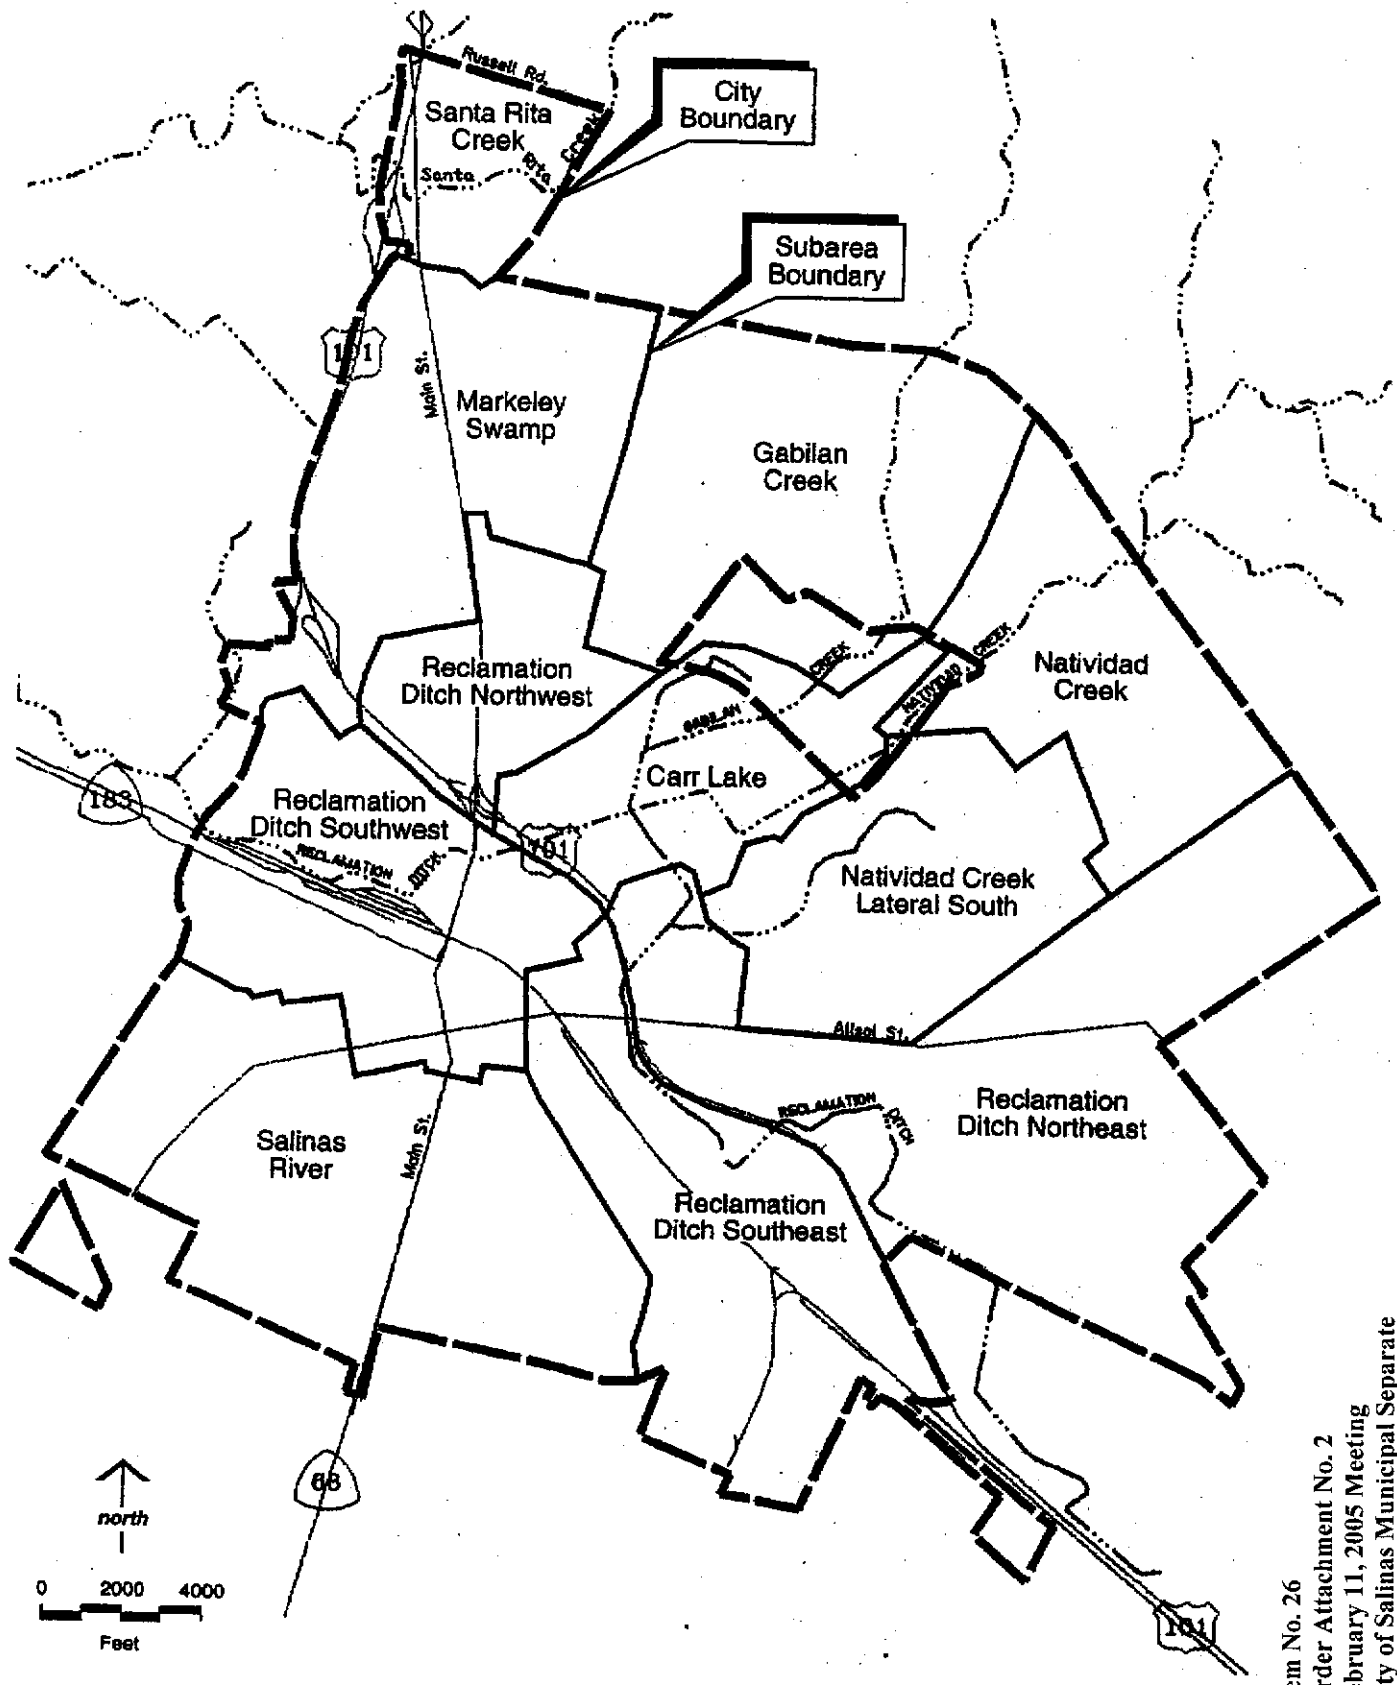 Russell Rd.
Santa Rita
Creek
Santa Rita Creek
City
Boundary
Subarea
Boundary
101
Main St.
Markeley
Swamp
Gabilan
Creek
Reclamation
Ditch Northwest
GABILAN CREEK
NATIVIDAD CREEK
Natividad
Creek
Carr Lake
183
Reclamation
Ditch Southwest
RECLAMATION DITCH
101
Natividad Creek
Lateral South
Alisal St.
Salinas
River
Main St.
RECLAMATION DITCH
Reclamation
Ditch Northeast
Reclamation
Ditch Southeast
68
north
0 2000 4000
Feet
101
em No. 26
rder Attachment No. 2
bruary 11, 2005 Meeting
ty of Salinas Municipal Separate